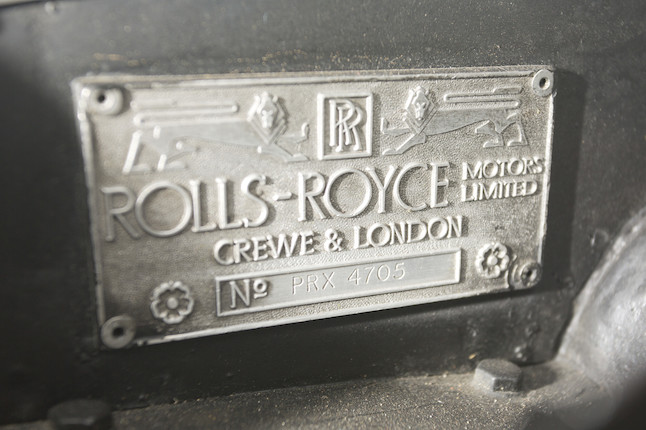 RR
ROLLS-ROYCE MOTORS LIMITED
CREWE & LONDON
Nº PRX 4705